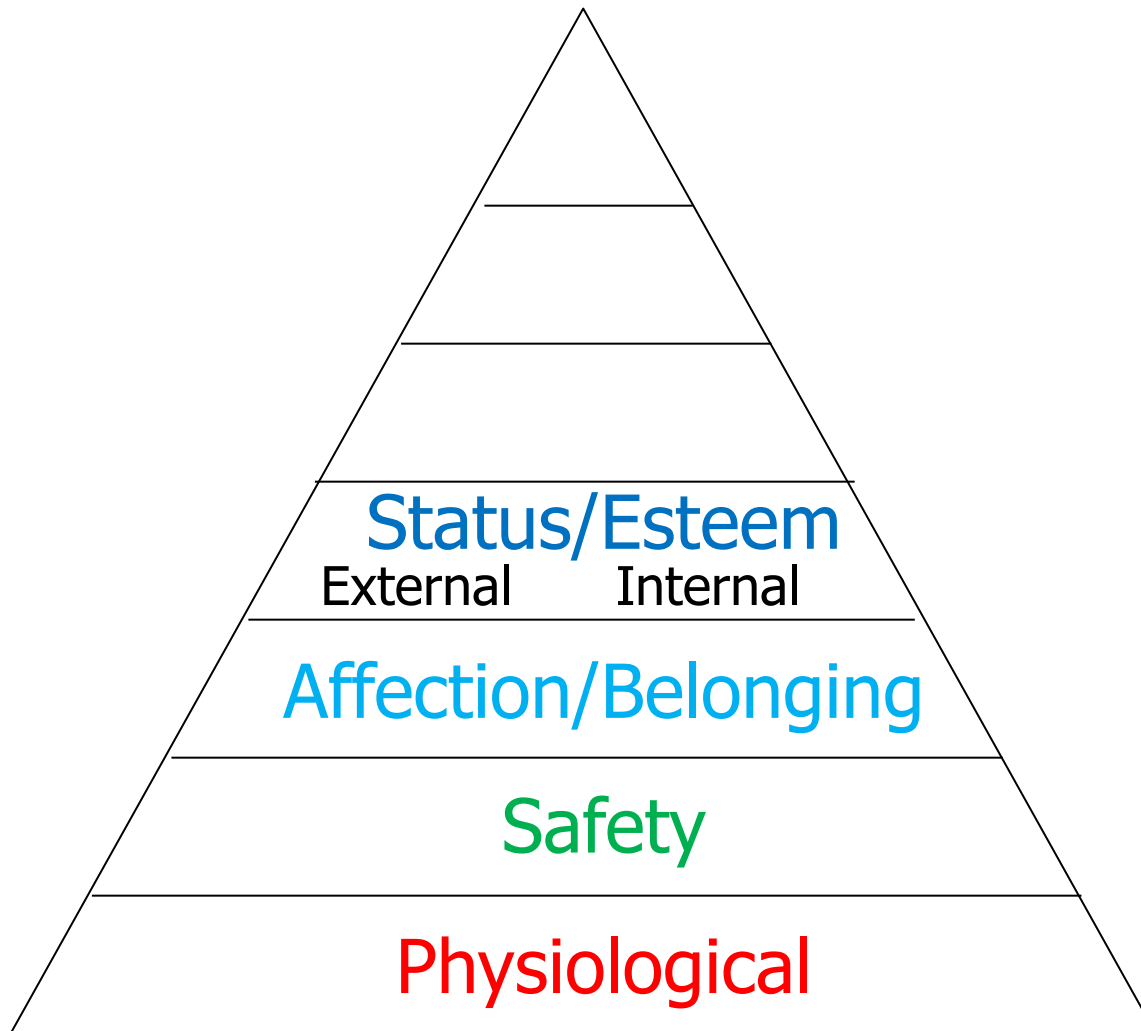 Status/Esteem
External Internal
Affection/Belonging
Safety
Physiological